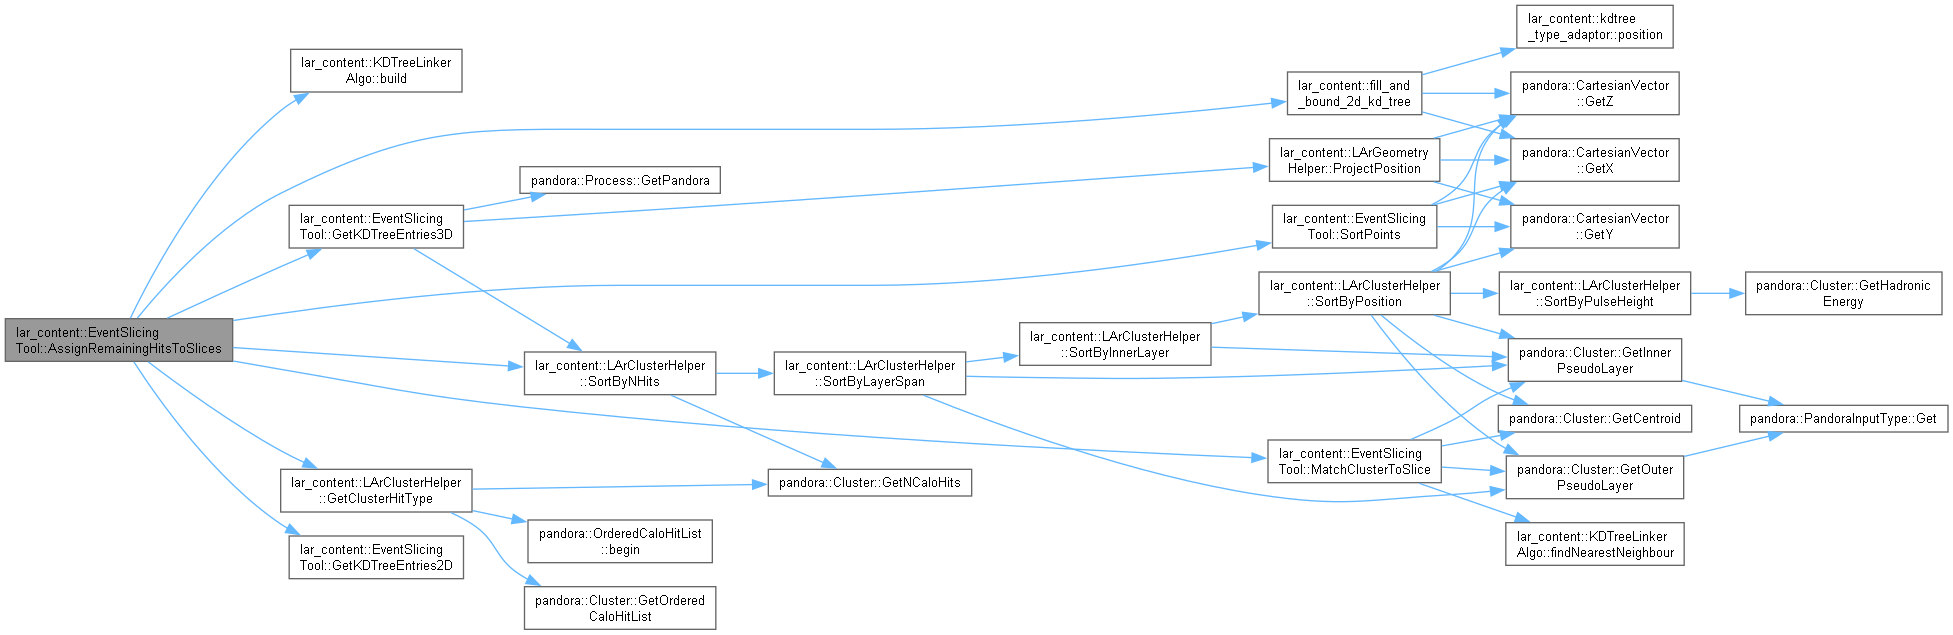 lar_content::EventSlicing
Tool::AssignRemainingHitsToSlices
lar_content::KDTreeLinker
Algo::build
lar_content::EventSlicing
Tool::GetKDTreeEntries3D
lar_content::LArClusterHelper
::GetClusterHitType
lar_content::EventSlicing
Tool::GetKDTreeEntries2D
pandora::Process::GetPandora
lar_content::LArClusterHelper
::SortByNHits
pandora::OrderedCaloHitList
::begin
pandora::Cluster::GetOrdered
CaloHitList
lar_content::LArClusterHelper
::SortByLayerSpan
pandora::Cluster::GetNCaloHits
lar_content::LArClusterHelper
::SortByInnerLayer
lar_content::fill_and
_bound_2d_kd_tree
lar_content::LArGeometry
Helper::ProjectPosition
lar_content::EventSlicing
Tool::SortPoints
lar_content::LArClusterHelper
::SortByPosition
lar_content::EventSlicing
Tool::MatchClusterToSlice
lar_content::kdtree
_type_adaptor::position
pandora::CartesianVector
::GetZ
pandora::CartesianVector
::GetX
pandora::CartesianVector
::GetY
lar_content::LArClusterHelper
::SortByPulseHeight
pandora::Cluster::GetInner
PseudoLayer
pandora::Cluster::GetCentroid
pandora::Cluster::GetOuter
PseudoLayer
lar_content::KDTreeLinker
Algo::findNearestNeighbour
pandora::Cluster::GetHadronic
Energy
pandora::PandoraInputType::Get